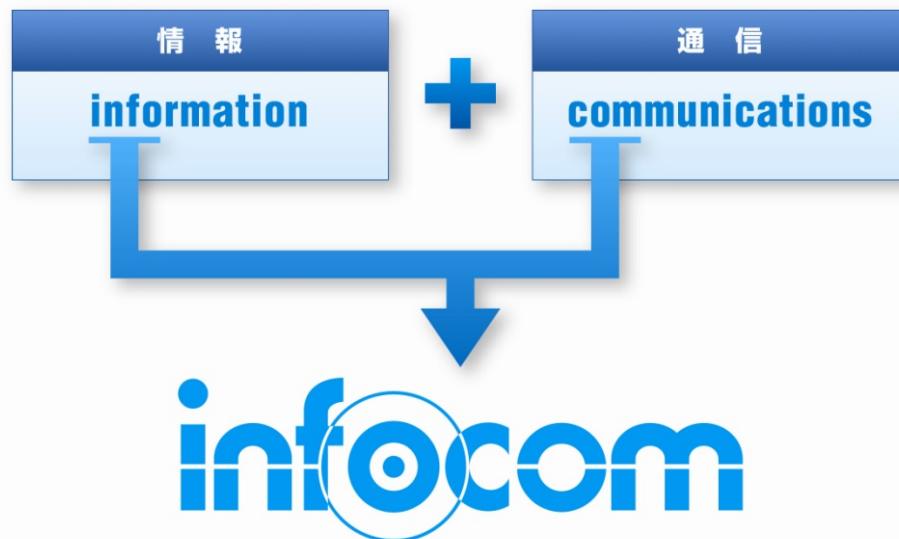 情報
通信
information
communications
infocom